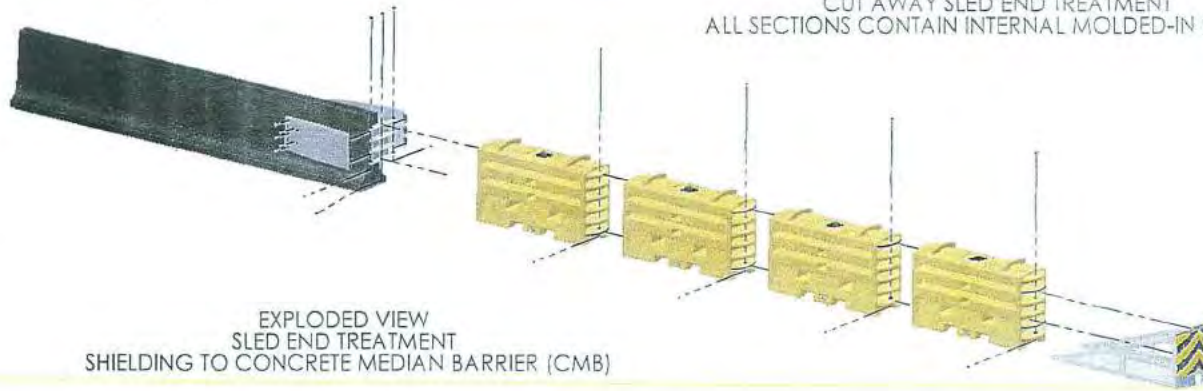 CUT AWAY SLED END TREATMENT
ALL SECTIONS CONTAIN INTERNAL MOLDED-IN
EXPLODED VIEW
SLED END TREATMENT
SHIELDING TO CONCRETE MEDIAN BARRIER (CMB)